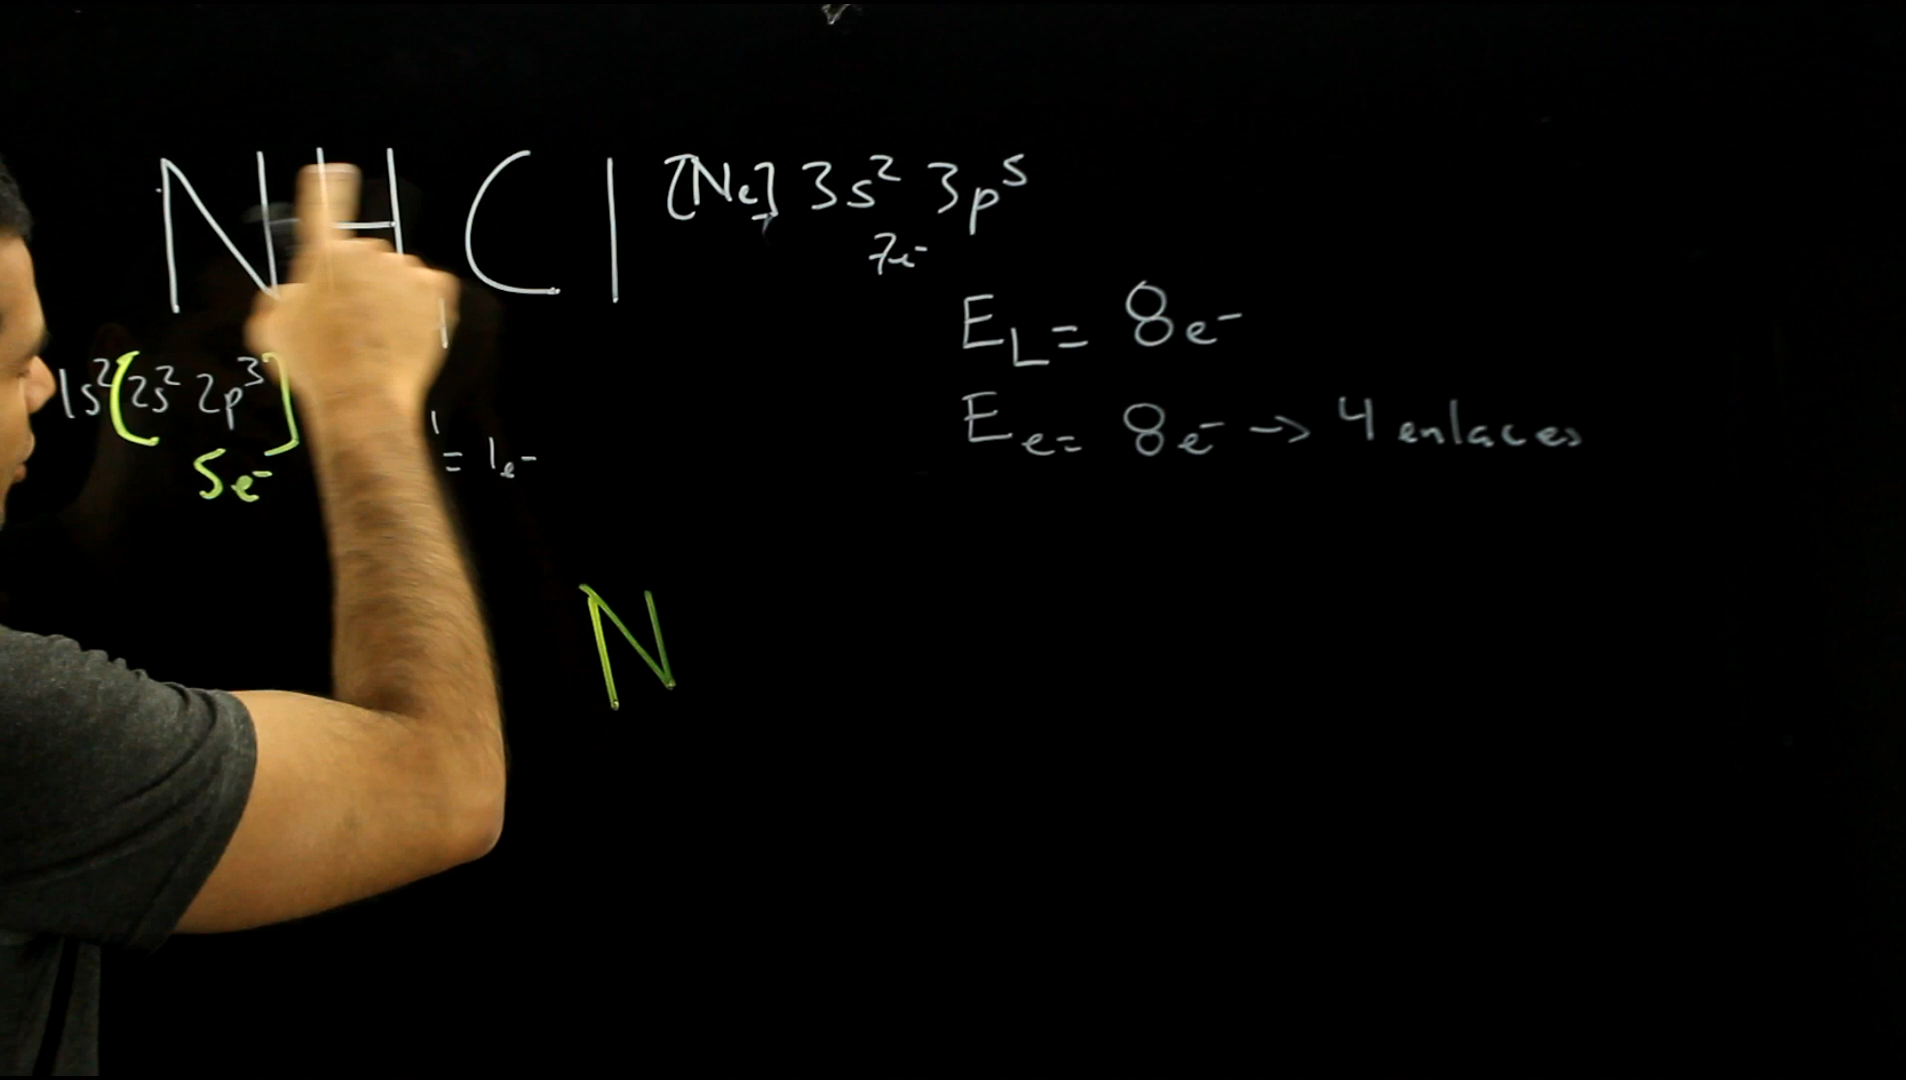 NHCl [Ne] 3s² 3p⁵
7e⁻
E_L = 8e⁻
1s² [2s² 2p³]
E_e = 8e⁻ → 4 enlaces
5e⁻
= 1e⁻
N